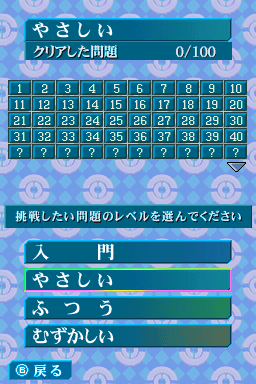 やさしい
クリアした問題 0/100
1 2 3 4 5 6 7 8 9 10
11 12 13 14 15 16 17 18 19 20
21 22 23 24 25 26 27 28 29 30
31 32 33 34 35 36 37 38 39 40
? ? ? ? ? ? ? ? ? ?
挑戦したい問題のレベルを選んでください
入門
やさしい
ふつう
むずかしい
Ⓑ戻る